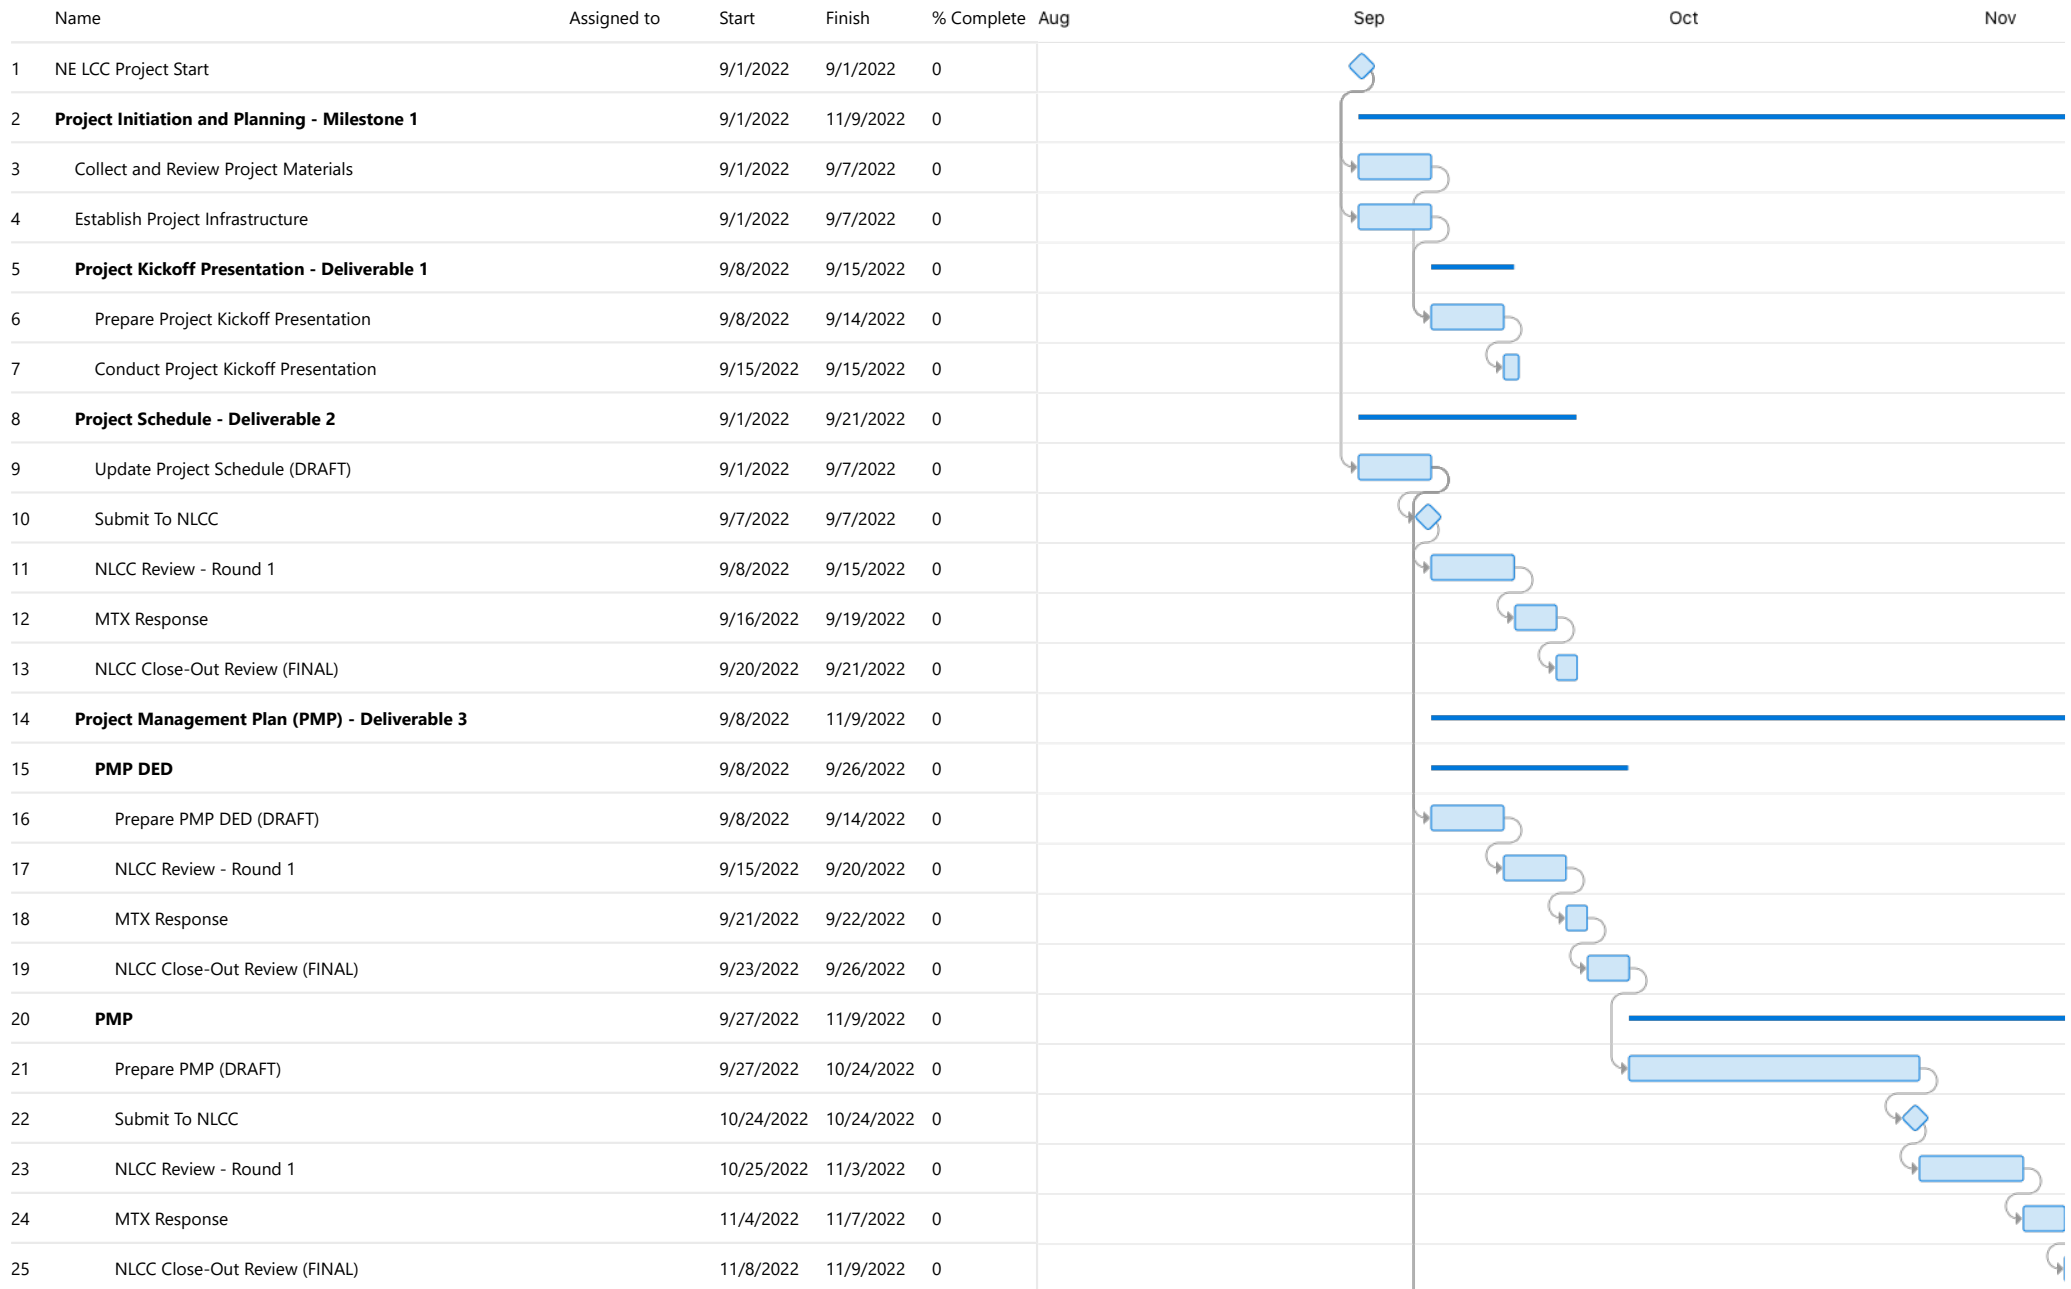 Name Assigned to Start Finish % Complete Aug Sep Oct Nov
1 NE LCC Project Start 9/1/2022 9/1/2022 0
2 Project Initiation and Planning - Milestone 1 9/1/2022 11/9/2022 0
3 Collect and Review Project Materials 9/1/2022 9/7/2022 0
4 Establish Project Infrastructure 9/1/2022 9/7/2022 0
5 Project Kickoff Presentation - Deliverable 1 9/8/2022 9/15/2022 0
6 Prepare Project Kickoff Presentation 9/8/2022 9/14/2022 0
7 Conduct Project Kickoff Presentation 9/15/2022 9/15/2022 0
8 Project Schedule - Deliverable 2 9/1/2022 9/21/2022 0
9 Update Project Schedule (DRAFT) 9/1/2022 9/7/2022 0
10 Submit To NLCC 9/7/2022 9/7/2022 0
11 NLCC Review - Round 1 9/8/2022 9/15/2022 0
12 MTX Response 9/16/2022 9/19/2022 0
13 NLCC Close-Out Review (FINAL) 9/20/2022 9/21/2022 0
14 Project Management Plan (PMP) - Deliverable 3 9/8/2022 11/9/2022 0
15 PMP DED 9/8/2022 9/26/2022 0
16 Prepare PMP DED (DRAFT) 9/8/2022 9/14/2022 0
17 NLCC Review - Round 1 9/15/2022 9/20/2022 0
18 MTX Response 9/21/2022 9/22/2022 0
19 NLCC Close-Out Review (FINAL) 9/23/2022 9/26/2022 0
20 PMP 9/27/2022 11/9/2022 0
21 Prepare PMP (DRAFT) 9/27/2022 10/24/2022 0
22 Submit To NLCC 10/24/2022 10/24/2022 0
23 NLCC Review - Round 1 10/25/2022 11/3/2022 0
24 MTX Response 11/4/2022 11/7/2022 0
25 NLCC Close-Out Review (FINAL) 11/8/2022 11/9/2022 0